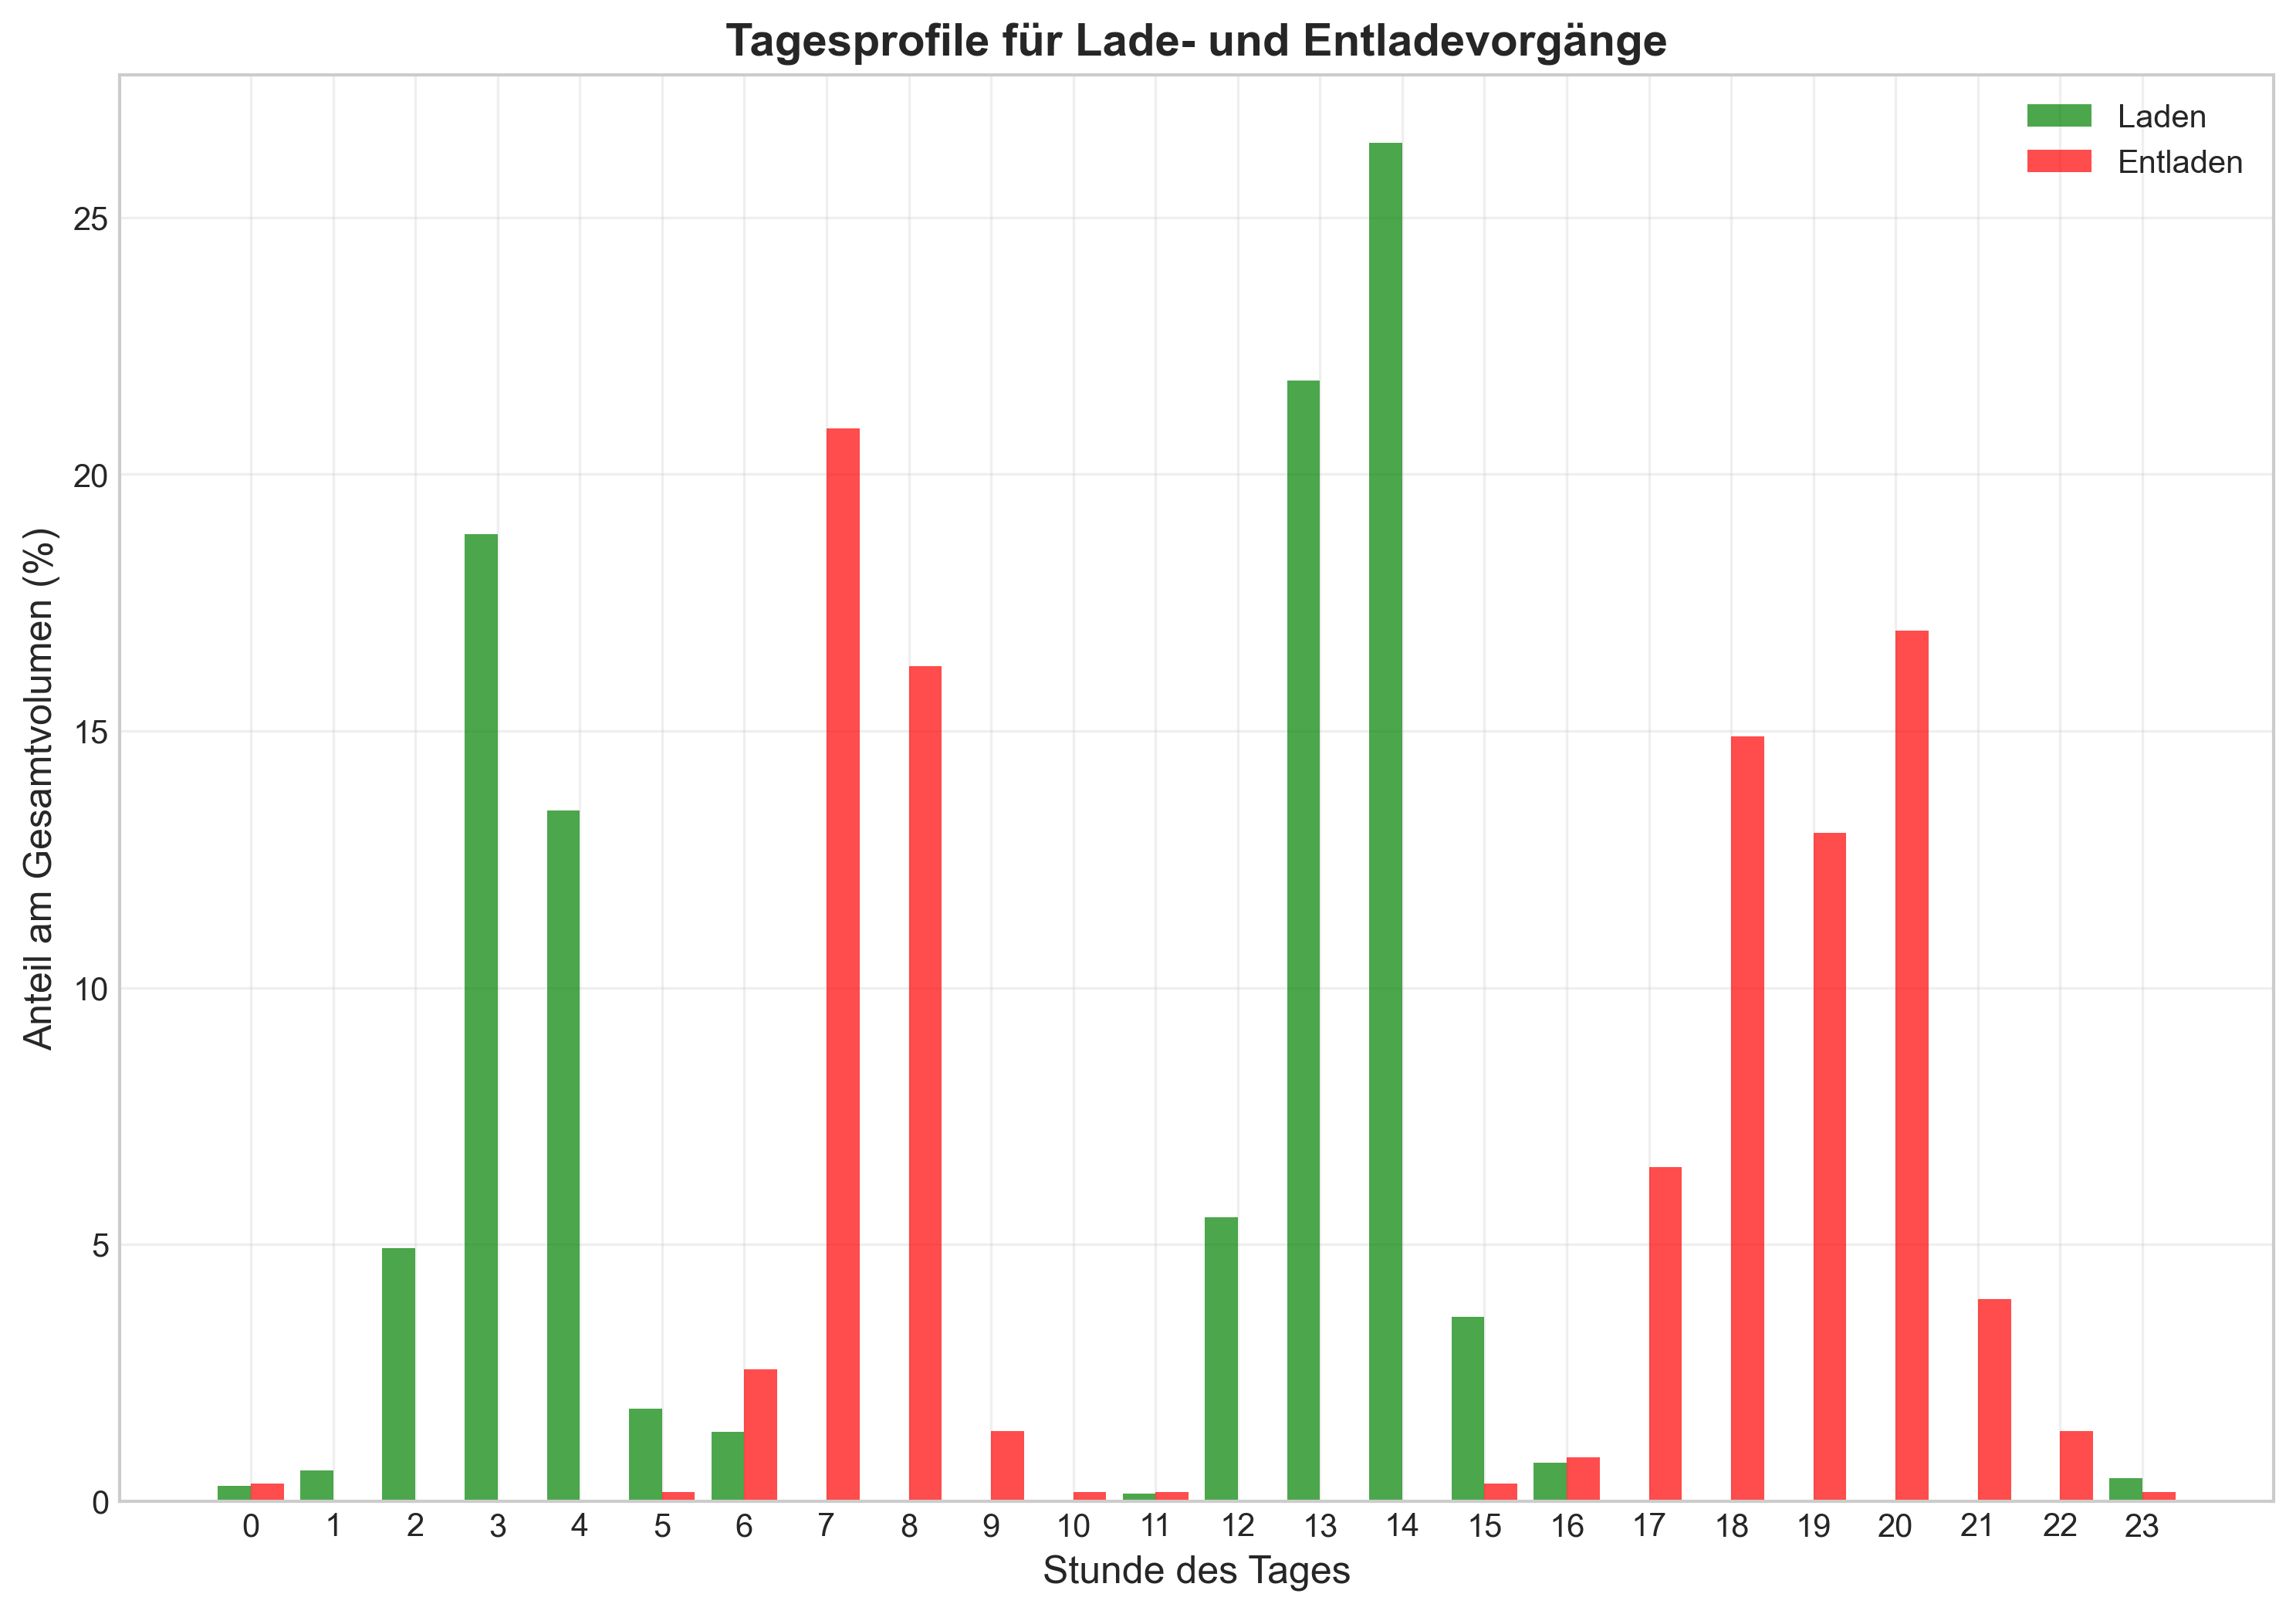 Tagesprofile für Lade- und Entladevorgänge
Laden
Entladen
Anteil am Gesamtvolumen (%)
25
20
15
10
5
0
0 1 2 3 4 5 6 7 8 9 10 11 12 13 14 15 16 17 18 19 20 21 22 23
Stunde des Tages